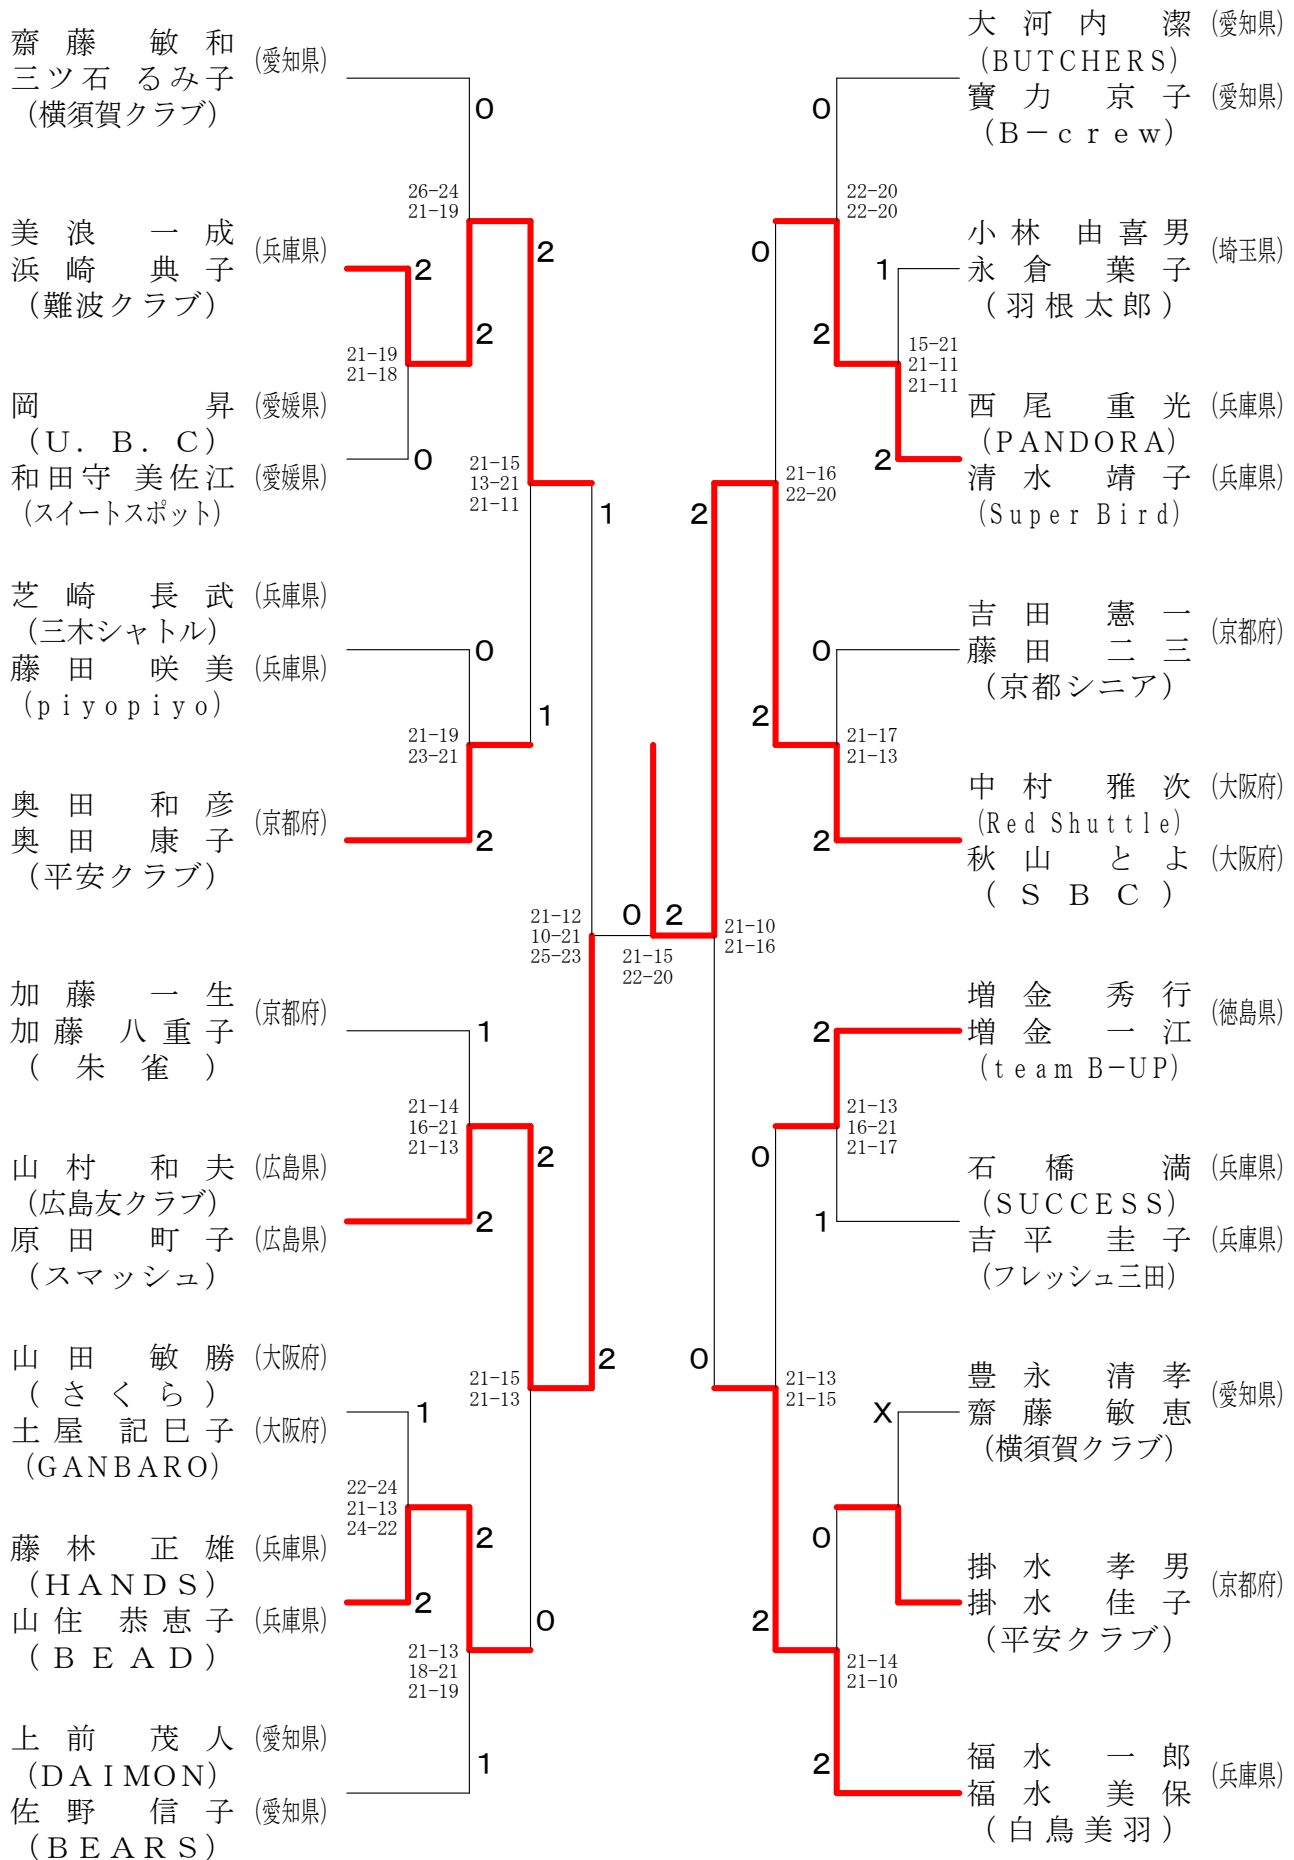 齋藤 敏和 (愛知県)
三ツ石 るみ子
(横須賀クラブ)
0
26-24
21-19
美浪 一成 (兵庫県)
浜崎 典子
(難波クラブ)
2
2
2
21-19
21-18
岡 昇 (愛媛県)
(U.B.C)
和田守 美佐江 (愛媛県)
(スイートスポット)
0
21-15
13-21
21-11
1
芝崎 長武 (兵庫県)
(三木シャトル)
藤田 咲美 (兵庫県)
(piyopiyo)
0
1
21-19
23-21
奥田 和彦 (京都府)
奥田 康子
(平安クラブ)
2
21-12
10-21
25-23
0
2
21-15
22-20
加藤 一生 (京都府)
加藤 八重子
(朱雀)
1
21-14
16-21
21-13
2
山村 和夫 (広島県)
(広島友クラブ)
原田 町子 (広島県)
(スマッシュ)
2
山田 敏勝 (大阪府)
(さくら)
土屋 記巳子 (大阪府)
(GANBARO)
1
21-15
21-13
2
22-24
21-13
24-22
2
藤林 正雄 (兵庫県)
(HANDS)
山住 恭恵子 (兵庫県)
(BEAD)
2
0
21-13
18-21
21-19
上前 茂人 (愛知県)
(DAIMON)
佐野 信子 (愛知県)
(BEARS)
1
大河内 潔 (愛知県)
(BUTCHERS)
寶力 京子 (愛知県)
(B-crew)
0
22-20
22-20
0
小林 由喜男 (埼玉県)
永倉 葉子
(羽根太郎)
1
2
15-21
21-11
21-11
西尾 重光 (兵庫県)
(PANDORA)
清水 靖子 (兵庫県)
(Super Bird)
2
21-16
22-20
2
吉田 憲一 (京都府)
藤田 二三
(京都シニア)
0
2
21-17
21-13
中村 雅次 (大阪府)
(Red Shuttle)
秋山 とよ (大阪府)
(SBC)
2
21-10
21-16
増金 秀行 (徳島県)
増金 一江
(team B-UP)
2
21-13
16-21
21-17
0
石橋 満 (兵庫県)
(SUCCESS)
吉平 圭子 (兵庫県)
(フレッシュ三田)
1
0
21-13
21-15
豊永 清孝 (愛知県)
齋藤 敏恵
(横須賀クラブ)
X
0
掛水 孝男 (京都府)
掛水 佳子
(平安クラブ)
2
21-14
21-10
福水 一郎 (兵庫県)
福水 美保
(白鳥美羽)
2